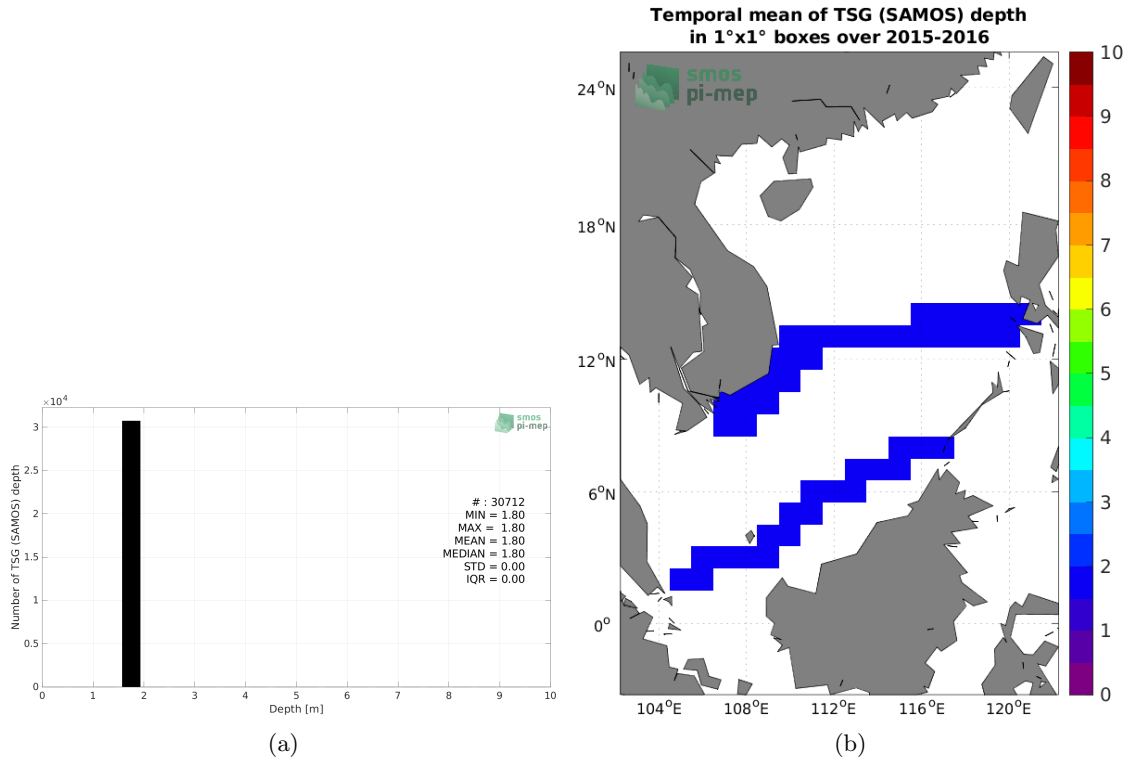 ×10⁴
3
2.5
2
1.5
1
0.5
0
Number of TSG (SAMOS) depth
smos
pi-mep
# : 30712
MIN = 1.80
MAX = 1.80
MEAN = 1.80
MEDIAN = 1.80
STD = 0.00
IQR = 0.00
0 1 2 3 4 5 6 7 8 9 10
Depth [m]
(a)
Temporal mean of TSG (SAMOS) depth
in 1°x1° boxes over 2015-2016
smos
pi-mep
24°N
18°N
12°N
6°N
0°
104°E 108°E 112°E 116°E 120°E
10
9
8
7
6
5
4
3
2
1
0
(b)